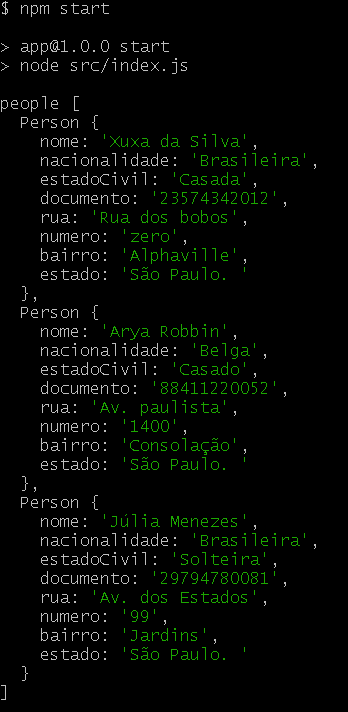 $ npm start
> app@1.0.0 start
> node src/index.js
people [
  Person {
    nome: 'Xuxa da Silva',
    nacionalidade: 'Brasileira',
    estadoCivil: 'Casada',
    documento: '23574342012',
    rua: 'Rua dos bobos',
    numero: 'zero',
    bairro: 'Alphaville',
    estado: 'São Paulo. '
  },
  Person {
    nome: 'Arya Robbin',
    nacionalidade: 'Belga',
    estadoCivil: 'Casado',
    documento: '88411220052',
    rua: 'Av. paulista',
    numero: '1400',
    bairro: 'Consolação',
    estado: 'São Paulo. '
  },
  Person {
    nome: 'Júlia Menezes',
    nacionalidade: 'Brasileira',
    estadoCivil: 'Solteira',
    documento: '29794780081',
    rua: 'Av. dos Estados',
    numero: '99',
    bairro: 'Jardins',
    estado: 'São Paulo. '
  }
]